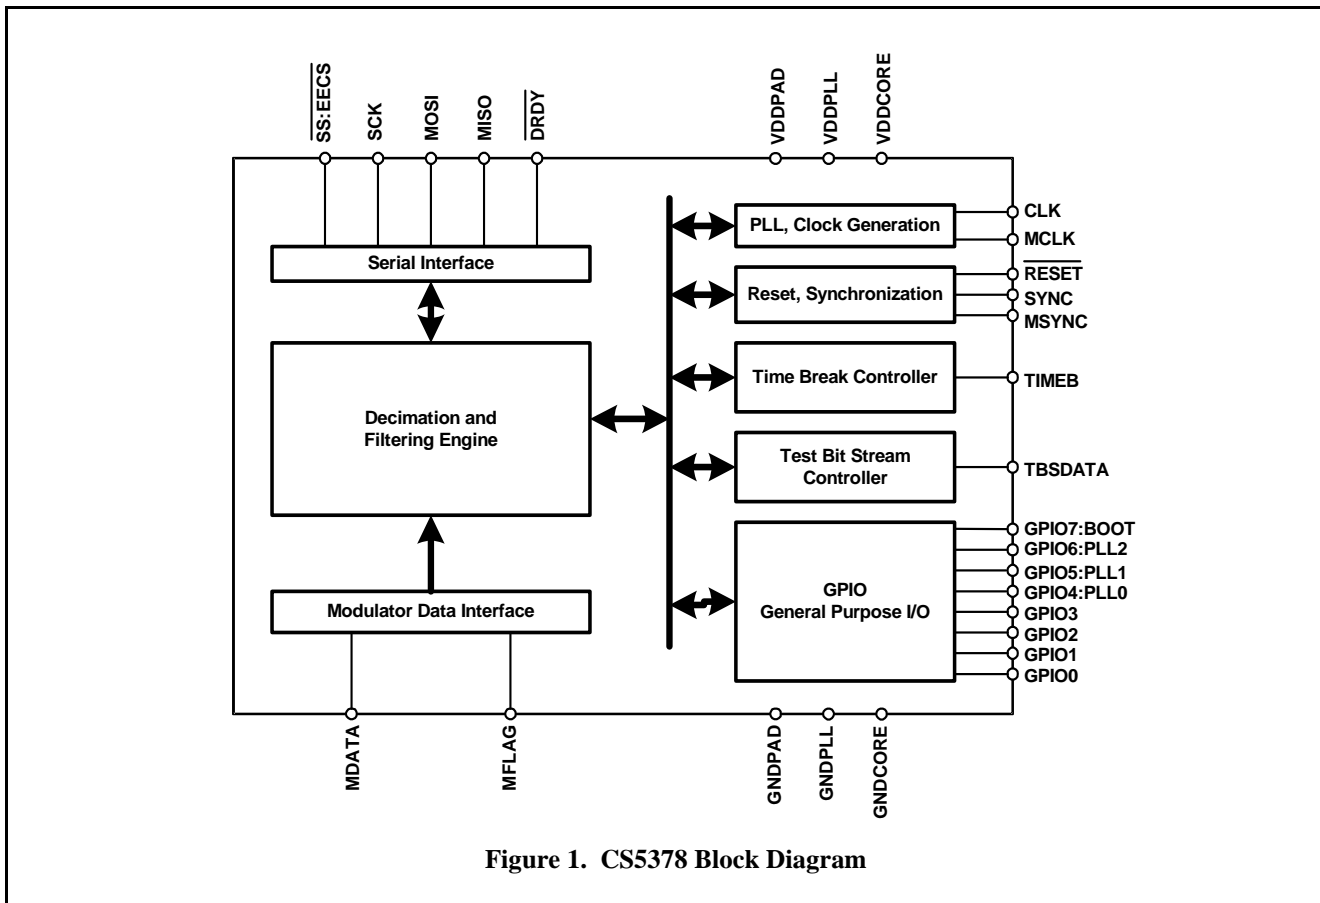 SS:EECS
SCK
MOSI
MISO
DRDY
VDDPAD
VDDPLL
VDDCORE
Serial Interface
Decimation and
Filtering Engine
Modulator Data Interface
PLL, Clock Generation
CLK
MCLK
Reset, Synchronization
RESET
SYNC
MSYNC
Time Break Controller
TIMEB
Test Bit Stream
Controller
TBSDATA
GPIO
General Purpose I/O
GPIO7:BOOT
GPIO6:PLL2
GPIO5:PLL1
GPIO4:PLL0
GPIO3
GPIO2
GPIO1
GPIO0
MDATA
MFLAG
GNDPAD
GNDPLL
GNDCORE
Figure 1. CS5378 Block Diagram